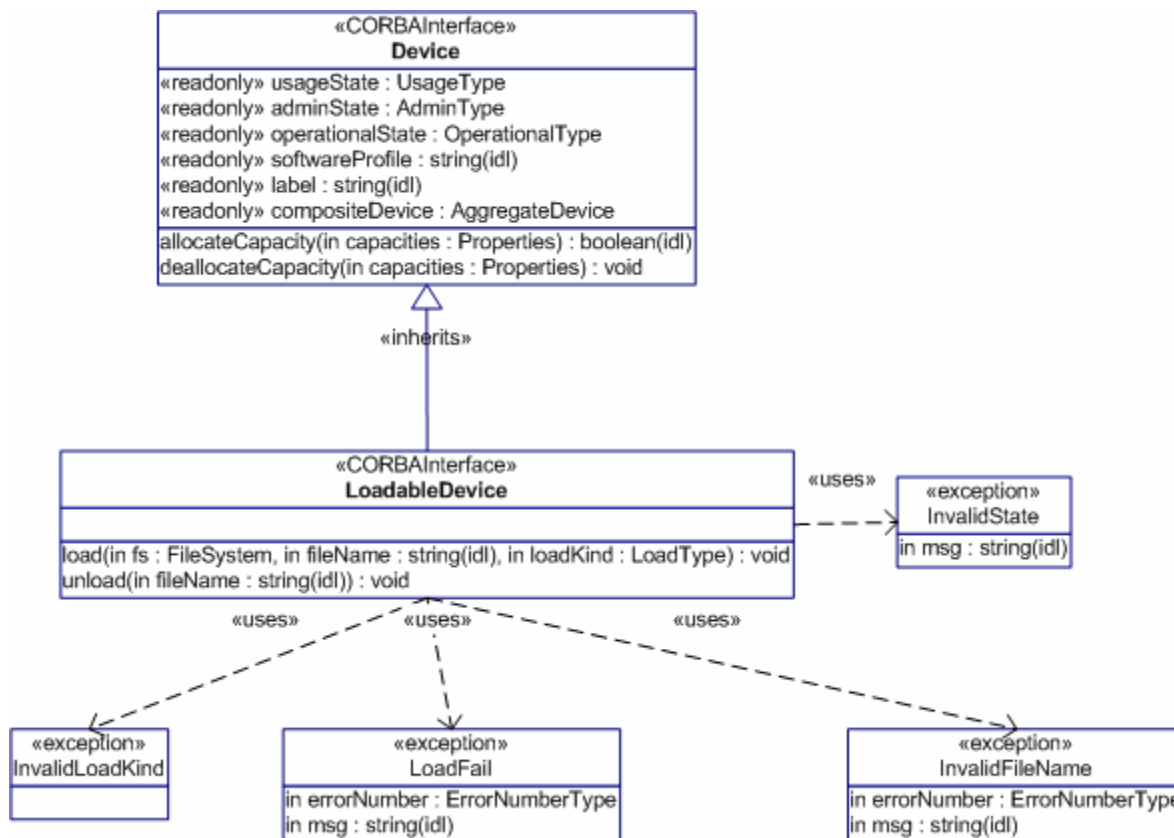 «CORBAInterface»
Device
«readonly» usageState : UsageType
«readonly» adminState : AdminType
«readonly» operationalState : OperationalType
«readonly» softwareProfile : string(idl)
«readonly» label : string(idl)
«readonly» compositeDevice : AggregateDevice
allocateCapacity(in capacities : Properties) : boolean(idl)
deallocateCapacity(in capacities : Properties) : void
«inherits»
«CORBAInterface»
LoadableDevice
load(in fs : FileSystem, in fileName : string(idl), in loadKind : LoadType) : void
unload(in fileName : string(idl)) : void
«uses»
«exception»
InvalidState
in msg : string(idl)
«uses»
«uses»
«uses»
«exception»
InvalidLoadKind
«exception»
LoadFail
in errorNumber : ErrorNumberType
in msg : string(idl)
«exception»
InvalidFileName
in errorNumber : ErrorNumberType
in msg : string(idl)